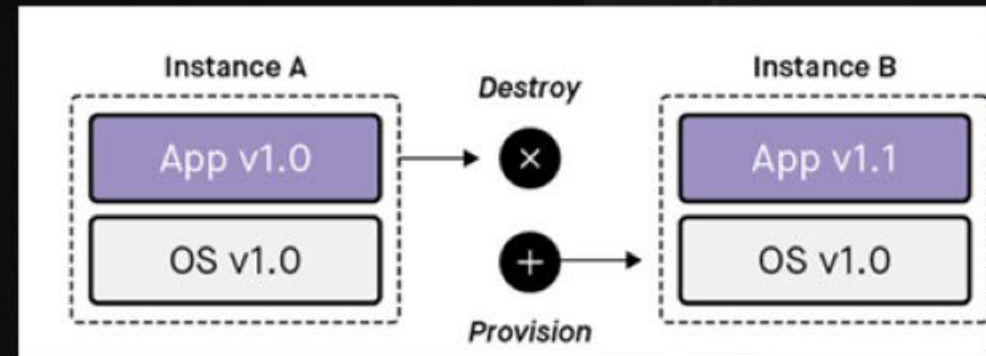 Instance A
App v1.0
OS v1.0
Destroy
Provision
Instance B
App v1.1
OS v1.0